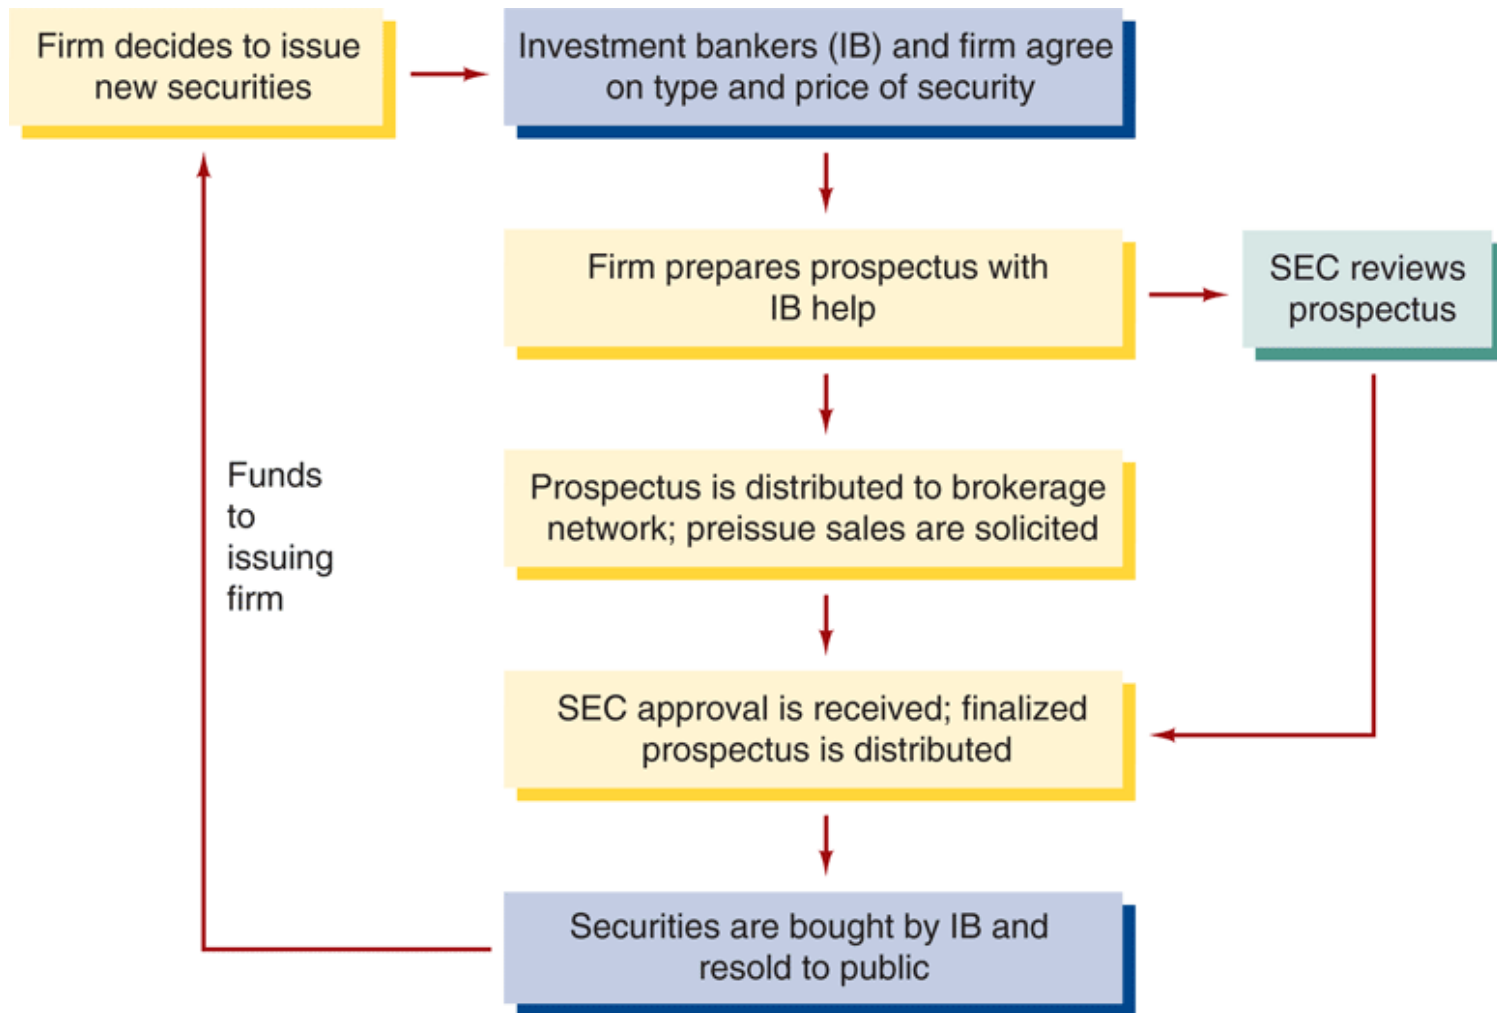 Firm decides to issue
new securities
Investment bankers (IB) and firm agree
on type and price of security
Firm prepares prospectus with
IB help
SEC reviews
prospectus
Prospectus is distributed to brokerage
network; preissue sales are solicited
Funds
to
issuing
firm
SEC approval is received; finalized
prospectus is distributed
Securities are bought by IB and
resold to public